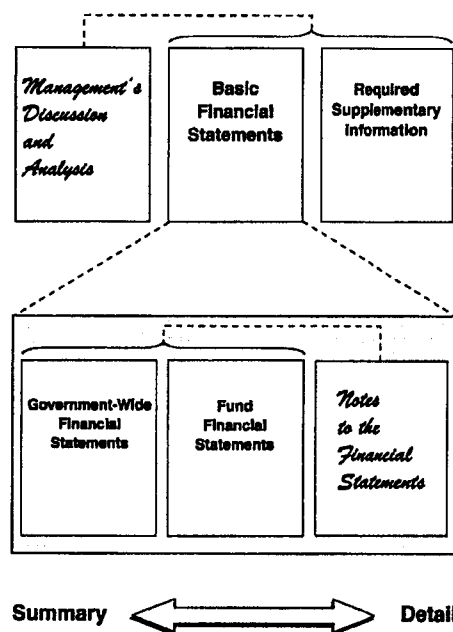 Management's
Discussion
and
Analysis
Basic
Financial
Statements
Required
Supplementary
Information
Government-Wide
Financial
Statements
Fund
Financial
Statements
Notes
to the
Financial
Statements
Summary
Detail